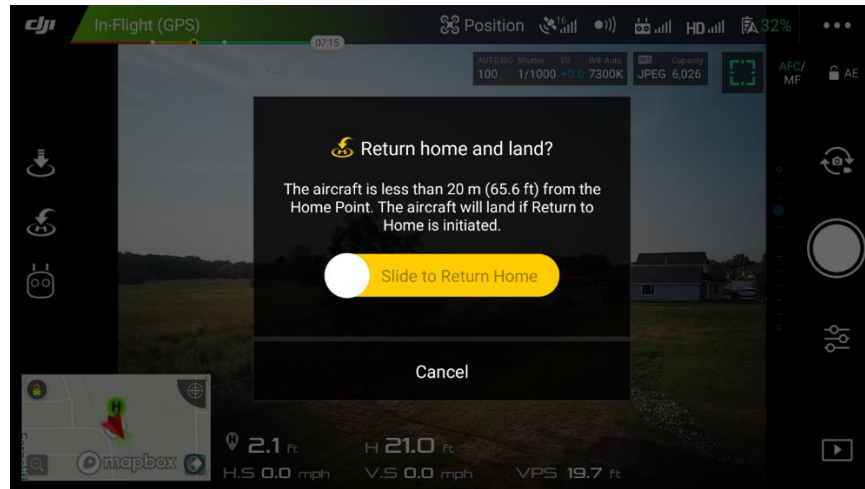 dji In-Flight (GPS) Position 16 HD 32%
07:15
AUTO ISO Shutter EV WB Auto Capacity
100 1/1000 +0.0 7300K JPEG 6,026 AFC/ MF AE
Return home and land?
The aircraft is less than 20 m (65.6 ft) from the
Home Point. The aircraft will land if Return to
Home is initiated.
Slide to Return Home
Cancel
H
mapbox
H 2.1 ft H 21.0 ft
H.S 0.0 mph V.S 0.0 mph VPS 19.7 ft